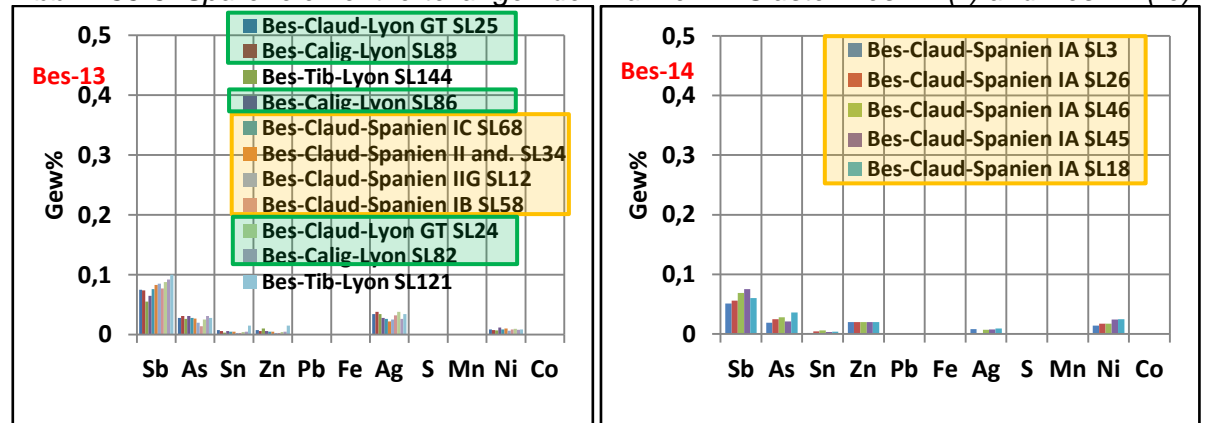 Bes-13
Gew%
0,5
0,4
0,3
0,2
0,1
0
Bes-Claud-Lyon GT SL25
Bes-Calig-Lyon SL83
Bes-Tib-Lyon SL144
Bes-Calig-Lyon SL86
Bes-Claud-Spanien IC SL68
Bes-Claud-Spanien II and. SL34
Bes-Claud-Spanien IIG SL12
Bes-Claud-Spanien IB SL58
Bes-Claud-Lyon GT SL24
Bes-Calig-Lyon SL82
Bes-Tib-Lyon SL121
Sb As Sn Zn Pb Fe Ag S Mn Ni Co
Bes-14
Gew%
0,5
0,4
0,3
0,2
0,1
0
Bes-Claud-Spanien IA SL3
Bes-Claud-Spanien IA SL26
Bes-Claud-Spanien IA SL46
Bes-Claud-Spanien IA SL45
Bes-Claud-Spanien IA SL18
Sb As Sn Zn Pb Fe Ag S Mn Ni Co